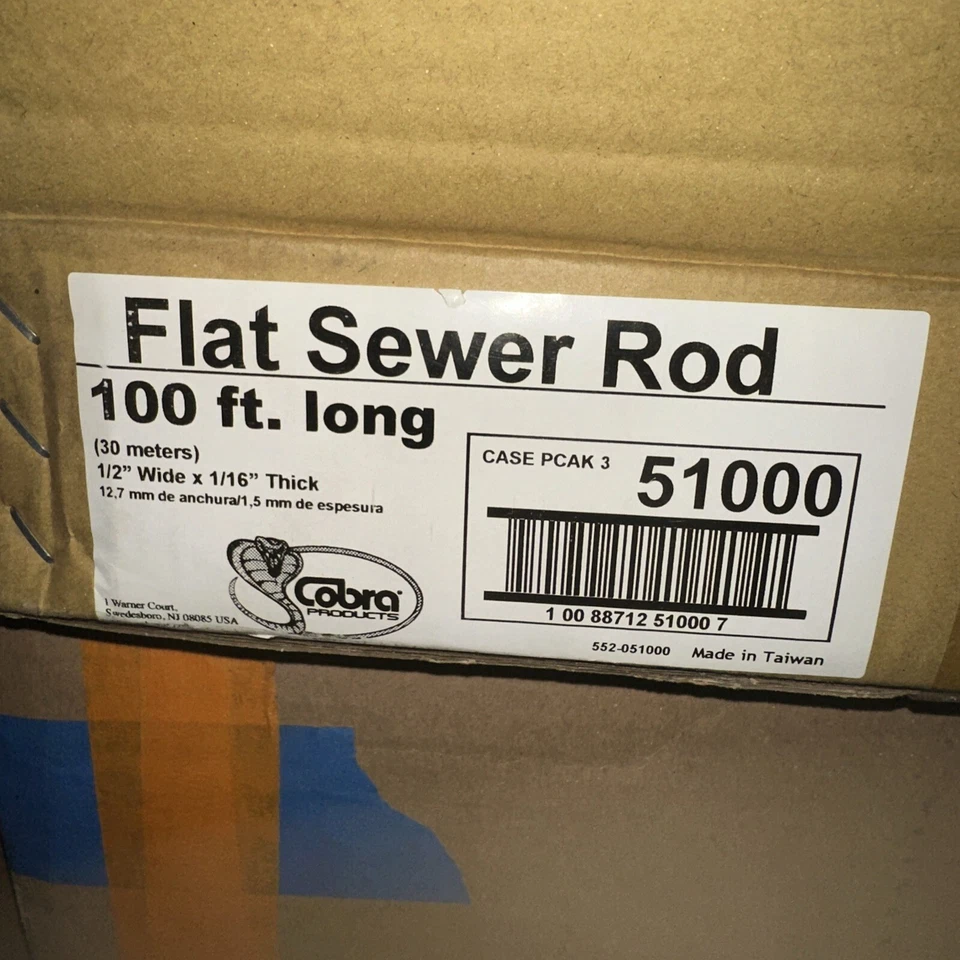 Flat Sewer Rod
100 ft. long
(30 meters)
1/2” Wide x 1/16” Thick
12,7 mm de anchura/1,5 mm de espesura
CASE PCAK 3 51000
1 00 88712 51000 7
Cobra
PRODUCTS
1 Warner Court,
Swedesboro, NJ 08085 USA
552-051000 Made in Taiwan